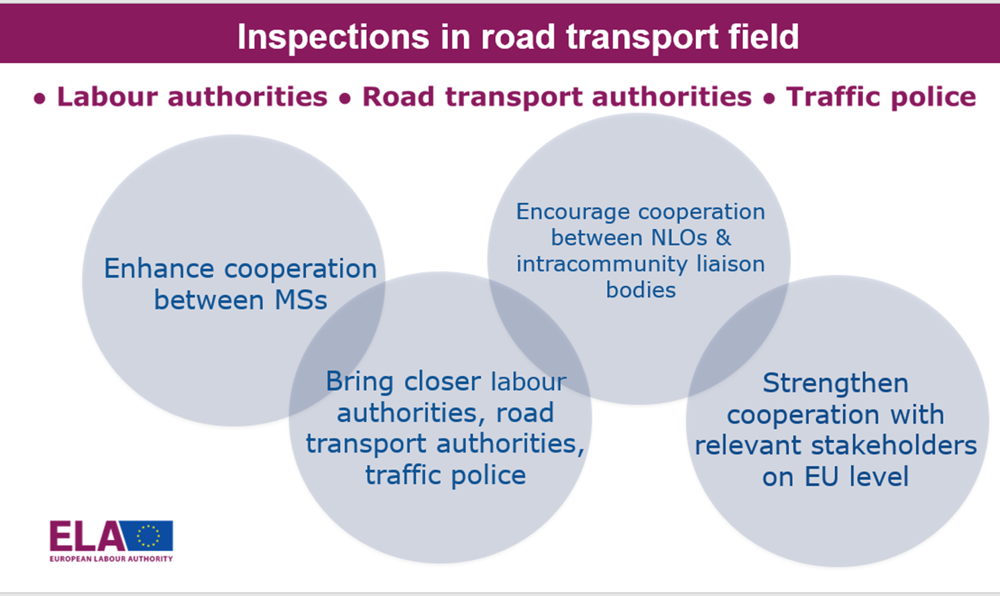 Inspections in road transport field
● Labour authorities ● Road transport authorities ● Traffic police
Enhance cooperation
between MSs
Bring closer labour
authorities, road
transport authorities,
traffic police
Encourage cooperation
between NLOs &
intracommunity liaison
bodies
Strengthen
cooperation with
relevant stakeholders
on EU level
ELA
EUROPEAN LABOUR AUTHORITY